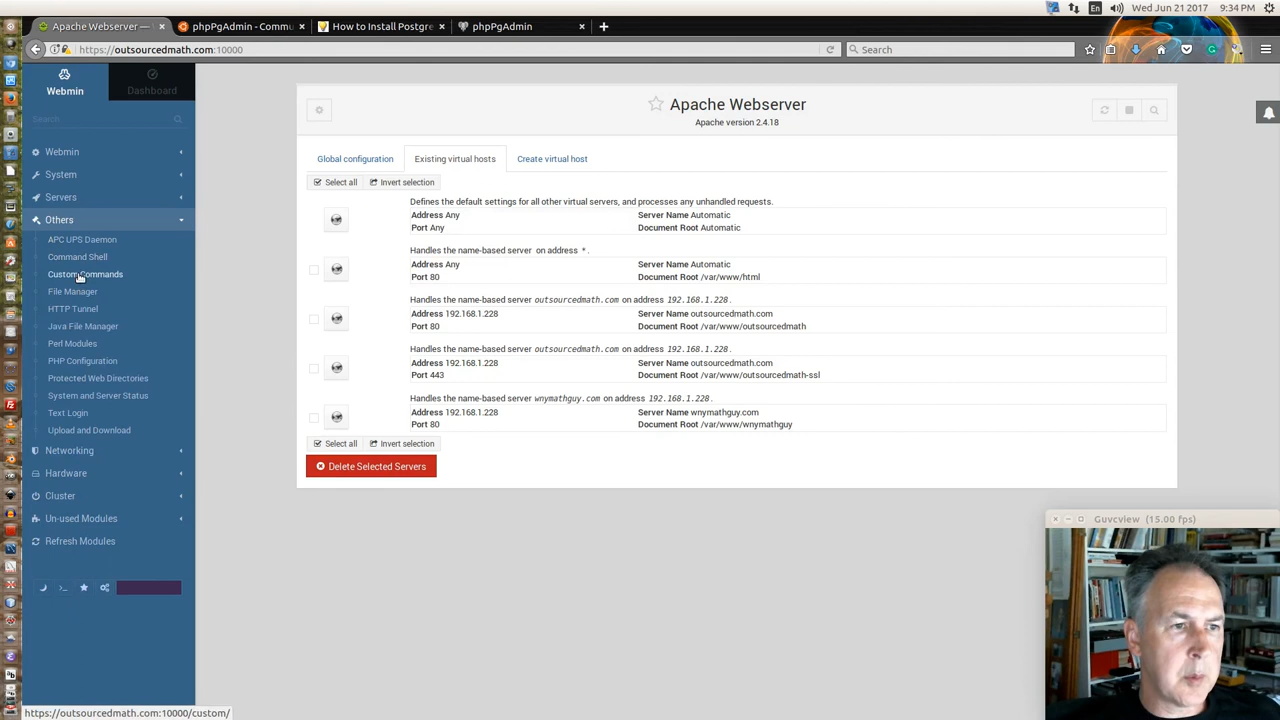 En
Wed Jun 21 2017
9:34 PM
Apache Webserver —
phpPgAdmin - Commu
How to Install Postgre
phpPgAdmin
https://outsourcedmath.com:10000
Search
Webmin
Dashboard
Search
Webmin
System
Servers
Others
APC UPS Daemon
Command Shell
Custom Commands
File Manager
HTTP Tunnel
Java File Manager
Perl Modules
PHP Configuration
Protected Web Directories
System and Server Status
Text Login
Upload and Download
Networking
Hardware
Cluster
Un-used Modules
Refresh Modules
https://outsourcedmath.com:10000/custom/
Apache Webserver
Apache version 2.4.18
Global configuration Existing virtual hosts Create virtual host
Select all Invert selection
Defines the default settings for all other virtual servers, and processes any unhandled requests.
Address Any Server Name Automatic
Port Any Document Root Automatic
Handles the name-based server on address *.
Address Any Server Name Automatic
Port 80 Document Root /var/www/html
Handles the name-based server outsourcedmath.com on address 192.168.1.228.
Address 192.168.1.228 Server Name outsourcedmath.com
Port 80 Document Root /var/www/outsourcedmath
Handles the name-based server outsourcedmath.com on address 192.168.1.228.
Address 192.168.1.228 Server Name outsourcedmath.com
Port 443 Document Root /var/www/outsourcedmath-ssl
Handles the name-based server wnymathguy.com on address 192.168.1.228.
Address 192.168.1.228 Server Name wnymathguy.com
Port 80 Document Root /var/www/wnymathguy
Select all Invert selection
Delete Selected Servers
Guvcview (15.00 fps)